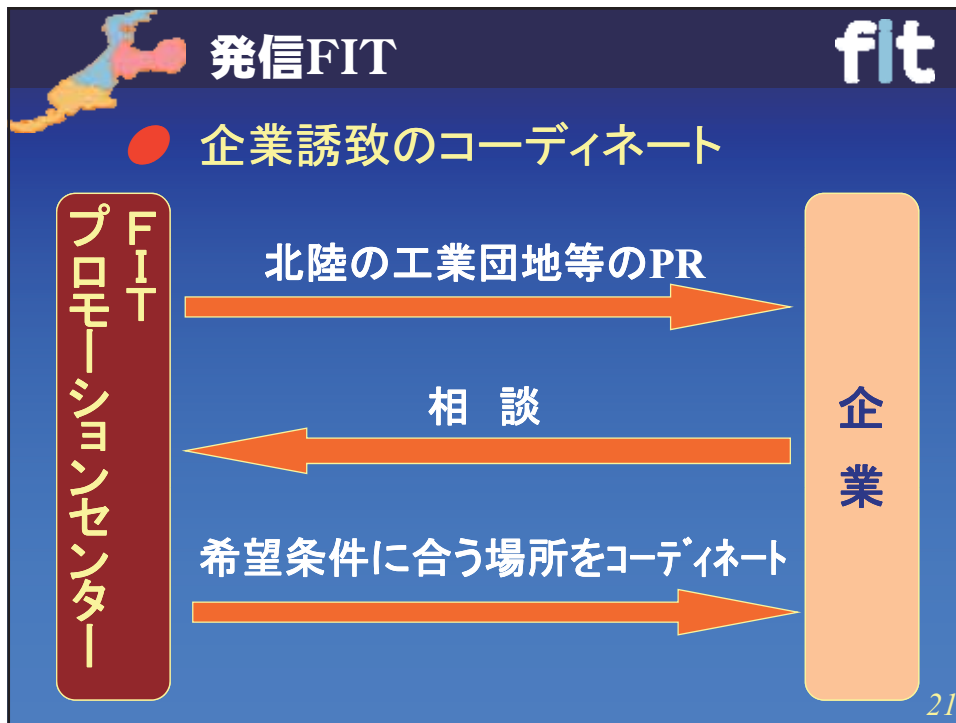 発信FIT
fit
企業誘致のコーディネート
FIT
プロモーションセンター
北陸の工業団地等のPR
相　談
希望条件に合う場所をｺｰﾃﾞｨﾈｰﾄ
企業
21